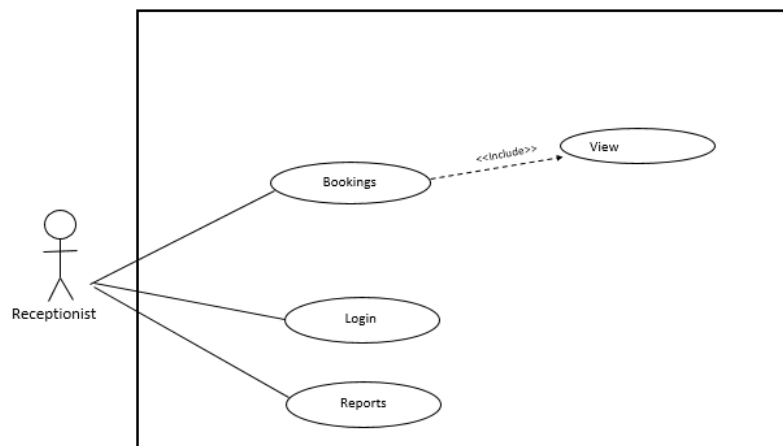 <<Include>>
View
Bookings
Receptionist
Login
Reports